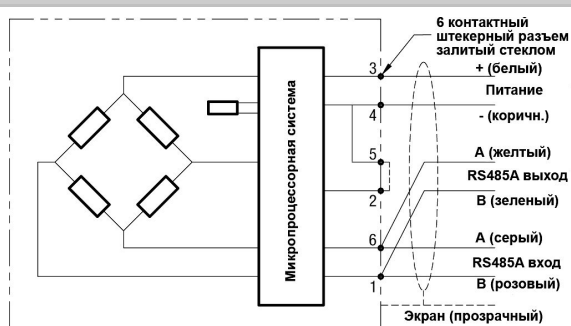 6 контактный
штекерный разъем
залитый стеклом
3
+ (белый)
Питание
4
- (коричн.)
Микропроцессорная система
5
A (желтый)
RS485A выход
2
B (зеленый)
6
A (серый)
RS485A вход
1
B (розовый)
Экран (прозрачный)